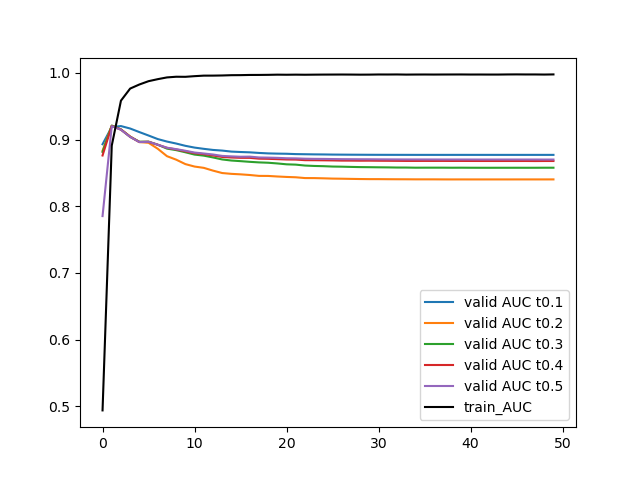 1.0
0.9
0.8
0.7
0.6
0.5
0 10 20 30 40 50
valid AUC t0.1
valid AUC t0.2
valid AUC t0.3
valid AUC t0.4
valid AUC t0.5
train_AUC